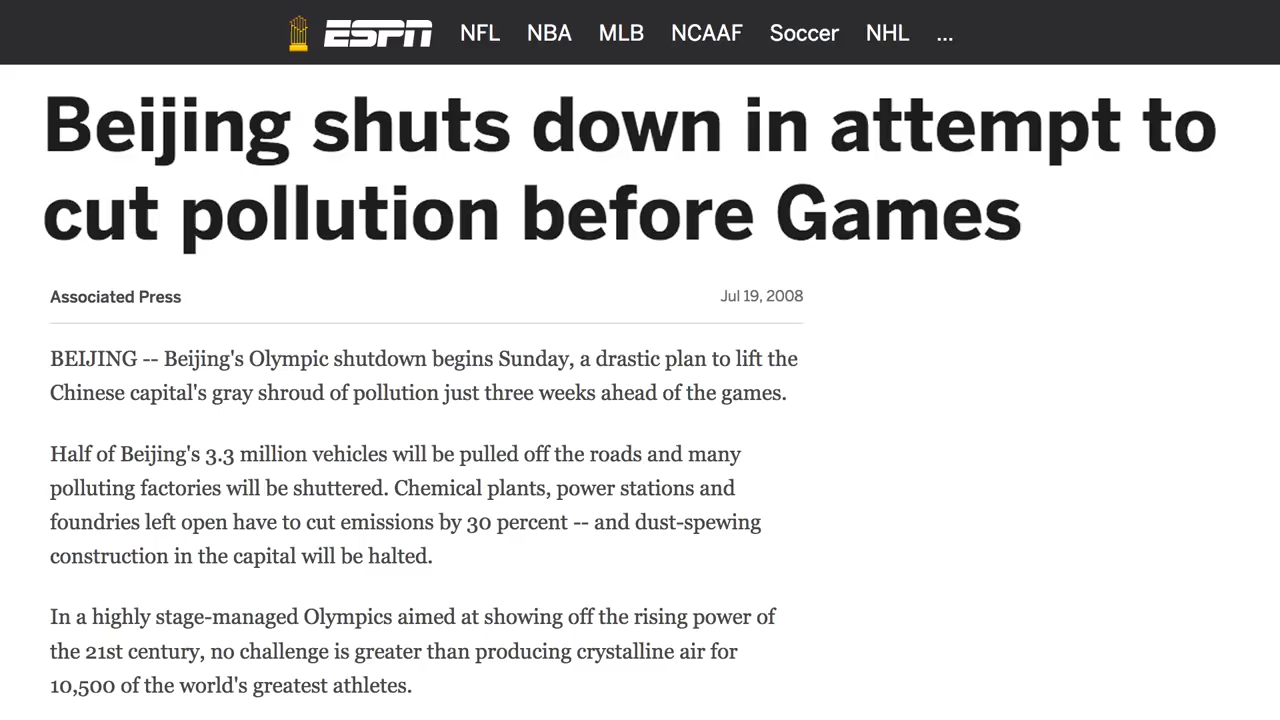 ESPN NFL NBA MLB NCAAF Soccer NHL ...
Beijing shuts down in attempt to
cut pollution before Games
Associated Press Jul 19, 2008
BEIJING -- Beijing's Olympic shutdown begins Sunday, a drastic plan to lift the
Chinese capital's gray shroud of pollution just three weeks ahead of the games.
Half of Beijing's 3.3 million vehicles will be pulled off the roads and many
polluting factories will be shuttered. Chemical plants, power stations and
foundries left open have to cut emissions by 30 percent -- and dust-spewing
construction in the capital will be halted.
In a highly stage-managed Olympics aimed at showing off the rising power of
the 21st century, no challenge is greater than producing crystalline air for
10,500 of the world's greatest athletes.